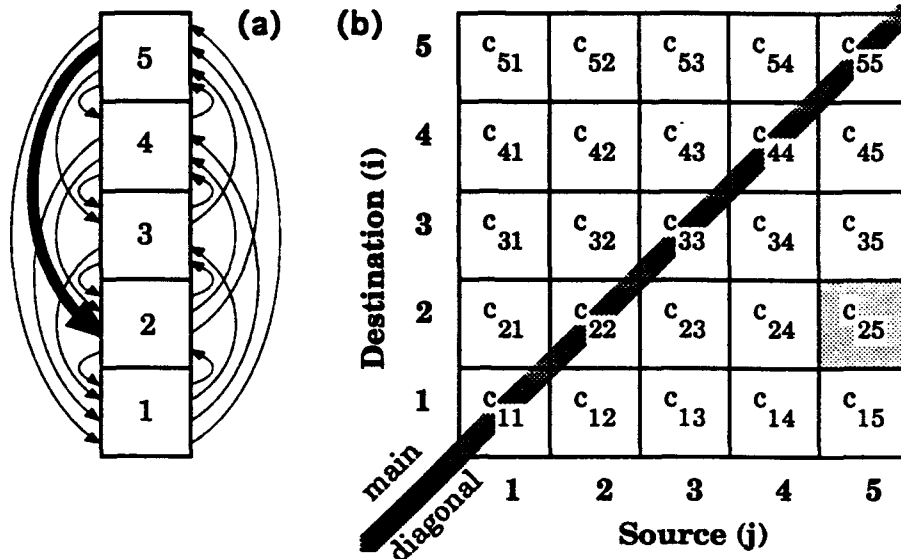 (a)
5
4
3
2
1
(b)
Destination (i)
5 c51 c52 c53 c54 c55
4 c41 c42 c43 c44 c45
3 c31 c32 c33 c34 c35
2 c21 c22 c23 c24 c25
1 c11 c12 c13 c14 c15
main
diagonal
1 2 3 4 5
Source (j)